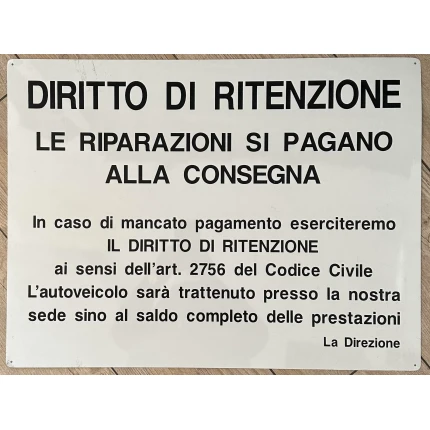 DIRITTO DI RITENZIONE
LE RIPARAZIONI SI PAGANO
ALLA CONSEGNA
In caso di mancato pagamento eserciteremo
IL DIRITTO DI RITENZIONE
ai sensi dell'art. 2756 del Codice Civile
L'autoveicolo sarà trattenuto presso la nostra
sede sino al saldo completo delle prestazioni
La Direzione